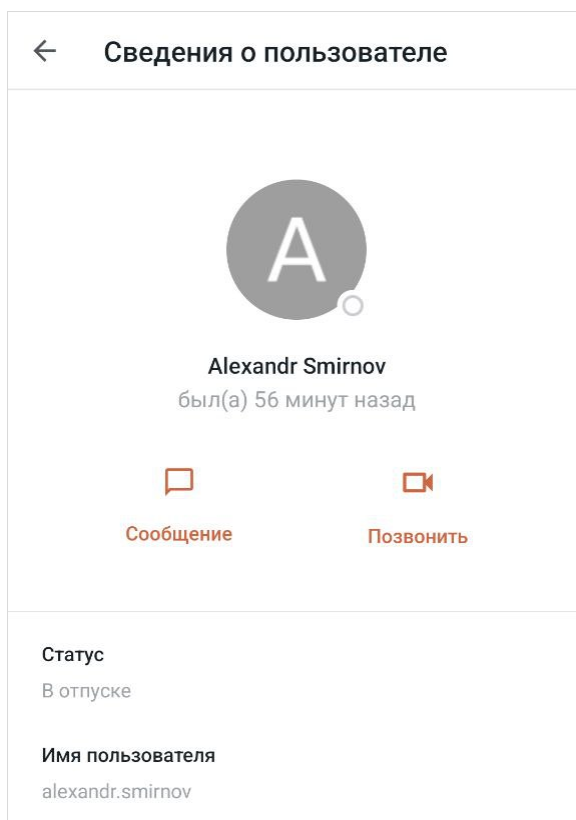 Сведения о пользователе
A
Alexandr Smirnov
был(а) 56 минут назад
Сообщение
Позвонить
Статус
В отпуске
Имя пользователя
alexandr.smirnov